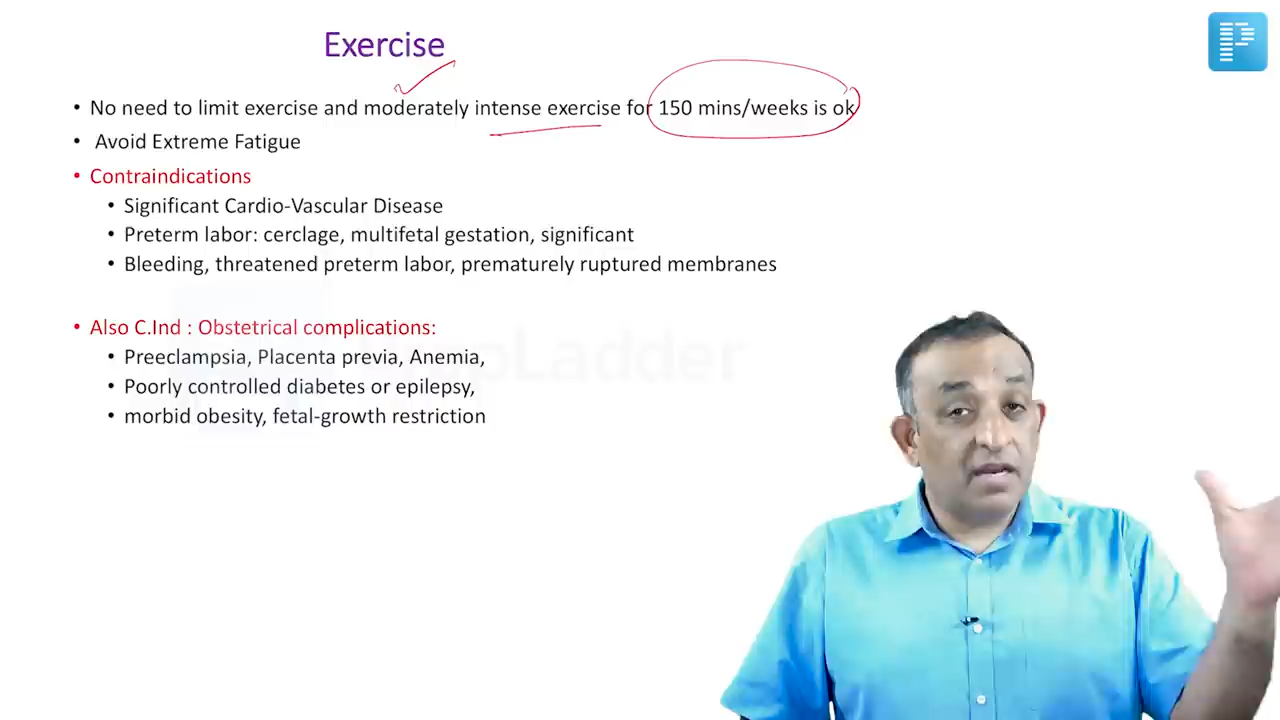 Exercise
• No need to limit exercise and moderately intense exercise for 150 mins/weeks is ok
• Avoid Extreme Fatigue
• Contraindications
• Significant Cardio-Vascular Disease
• Preterm labor: cerclage, multifetal gestation, significant
• Bleeding, threatened preterm labor, prematurely ruptured membranes
• Also C.Ind : Obstetrical complications:
• Preeclampsia, Placenta previa, Anemia,
• Poorly controlled diabetes or epilepsy,
• morbid obesity, fetal-growth restriction